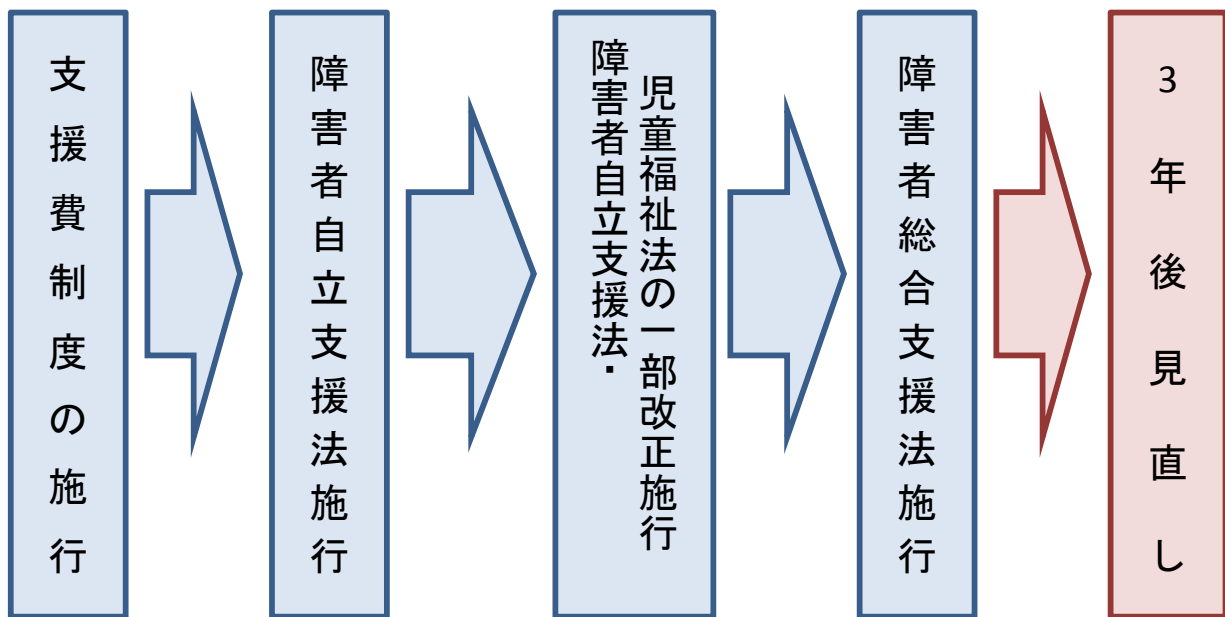 支援費制度の施行
障害者自立支援法施行
障害者自立支援法・
児童福祉法の一部改正施行
障害者総合支援法施行
3年後見直し